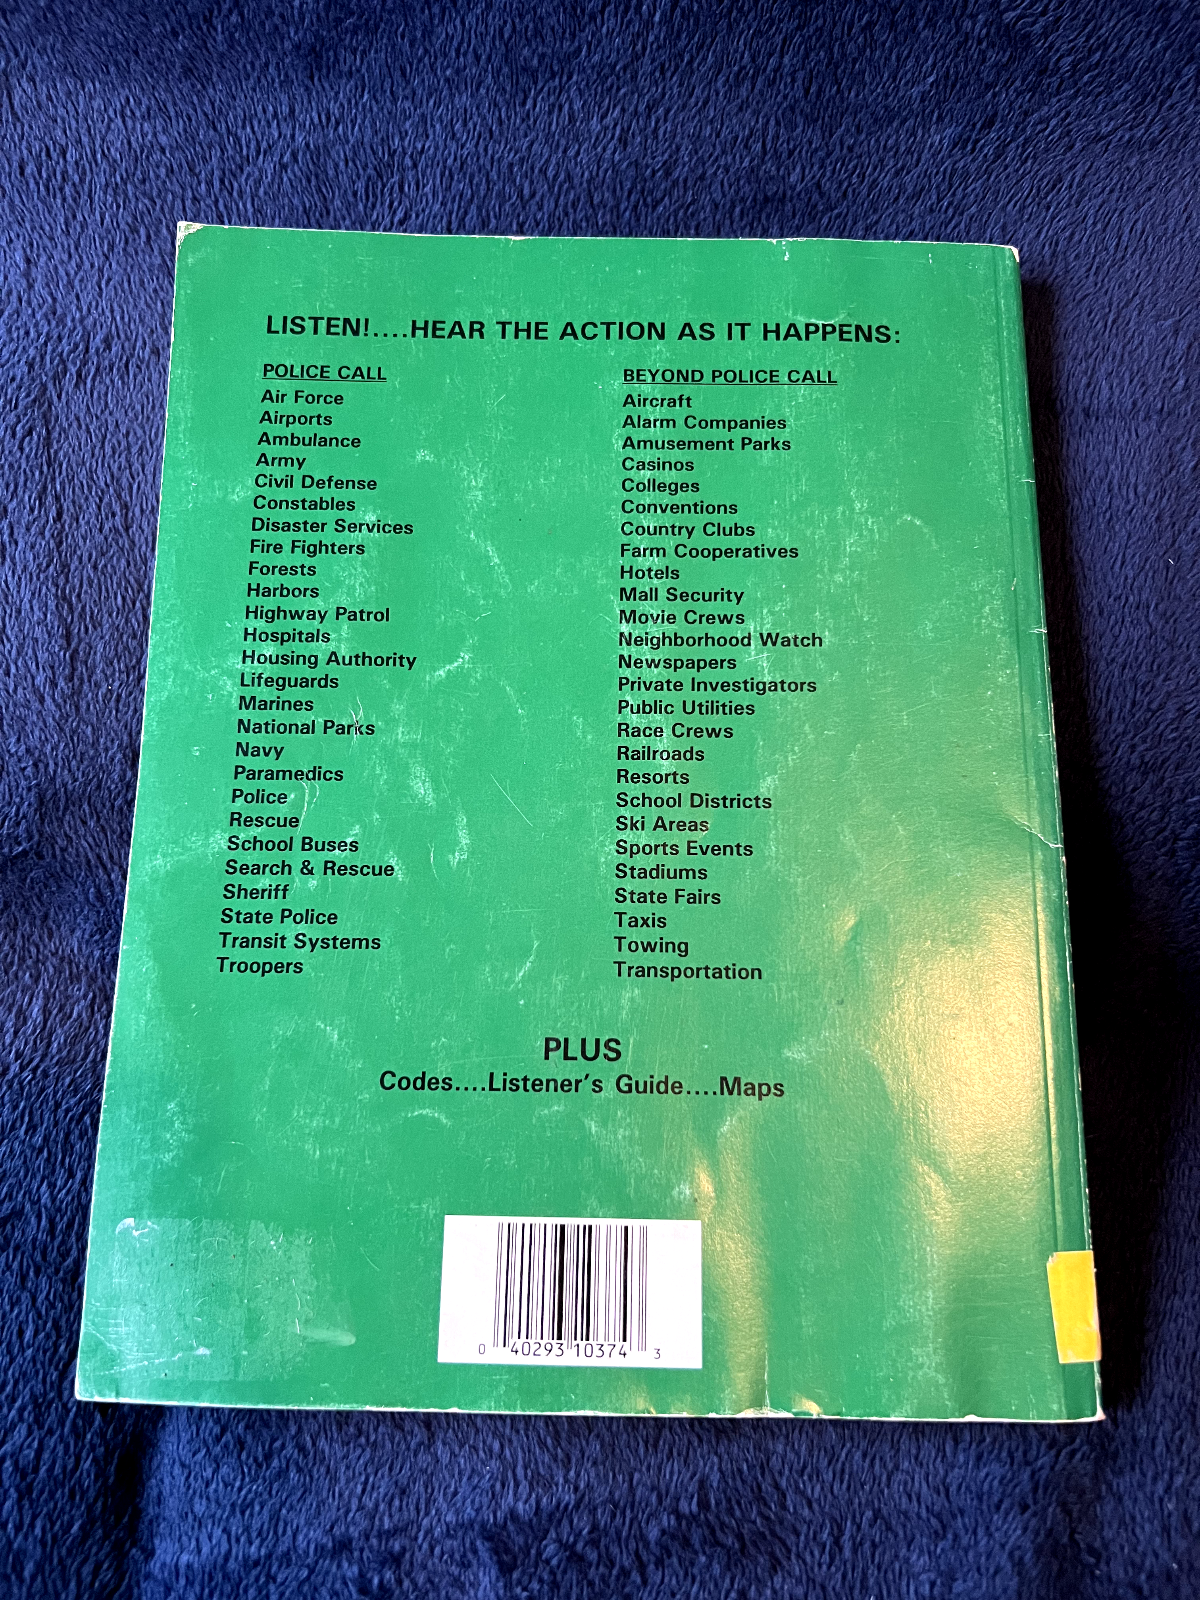 LISTEN!....HEAR THE ACTION AS IT HAPPENS:
POLICE CALL
Air Force
Airports
Ambulance
Army
Civil Defense
Constables
Disaster Services
Fire Fighters
Forests
Harbors
Highway Patrol
Hospitals
Housing Authority
Lifeguards
Marines
National Parks
Navy
Paramedics
Police
Rescue
School Buses
Search & Rescue
Sheriff
State Police
Transit Systems
Troopers
BEYOND POLICE CALL
Aircraft
Alarm Companies
Amusement Parks
Casinos
Colleges
Conventions
Country Clubs
Farm Cooperatives
Hotels
Mall Security
Movie Crews
Neighborhood Watch
Newspapers
Private Investigators
Public Utilities
Race Crews
Railroads
Resorts
School Districts
Ski Areas
Sports Events
Stadiums
State Fairs
Taxis
Towing
Transportation
PLUS
Codes....Listener's Guide....Maps
0 40293 10374 3